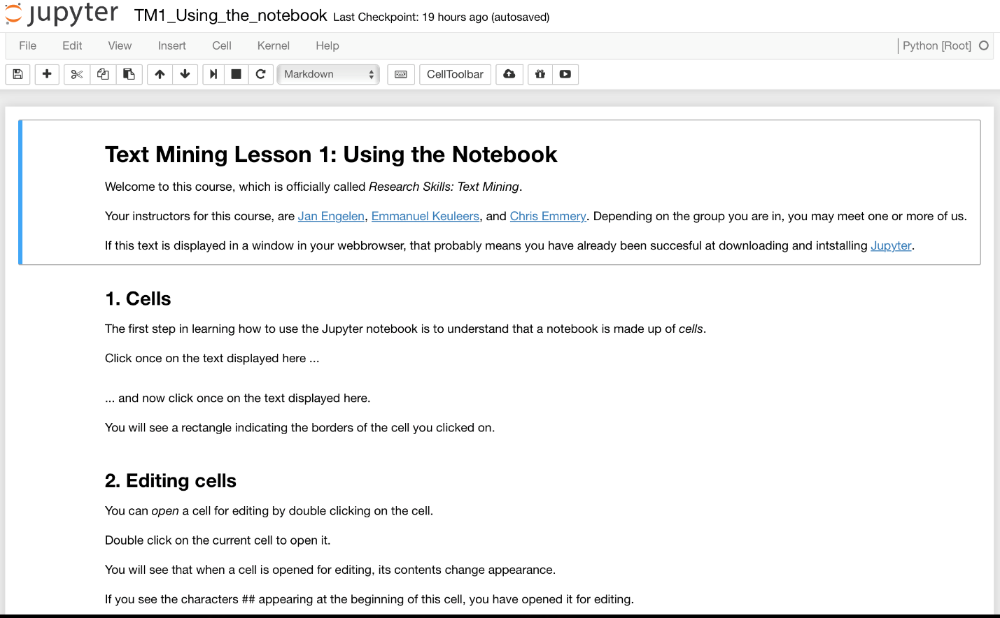 jupyter TM1_Using_the_notebook Last Checkpoint: 19 hours ago (autosaved)
File Edit View Insert Cell Kernel Help Python [Root]
Markdown CellToolbar
Text Mining Lesson 1: Using the Notebook
Welcome to this course, which is officially called Research Skills: Text Mining.
Your instructors for this course, are Jan Engelen, Emmanuel Keuleers, and Chris Emmery. Depending on the group you are in, you may meet one or more of us.
If this text is displayed in a window in your webbrowser, that probably means you have already been succesful at downloading and intstalling Jupyter.
1. Cells
The first step in learning how to use the Jupyter notebook is to understand that a notebook is made up of cells.
Click once on the text displayed here ...
... and now click once on the text displayed here.
You will see a rectangle indicating the borders of the cell you clicked on.
2. Editing cells
You can open a cell for editing by double clicking on the cell.
Double click on the current cell to open it.
You will see that when a cell is opened for editing, its contents change appearance.
If you see the characters ## appearing at the beginning of this cell, you have opened it for editing.